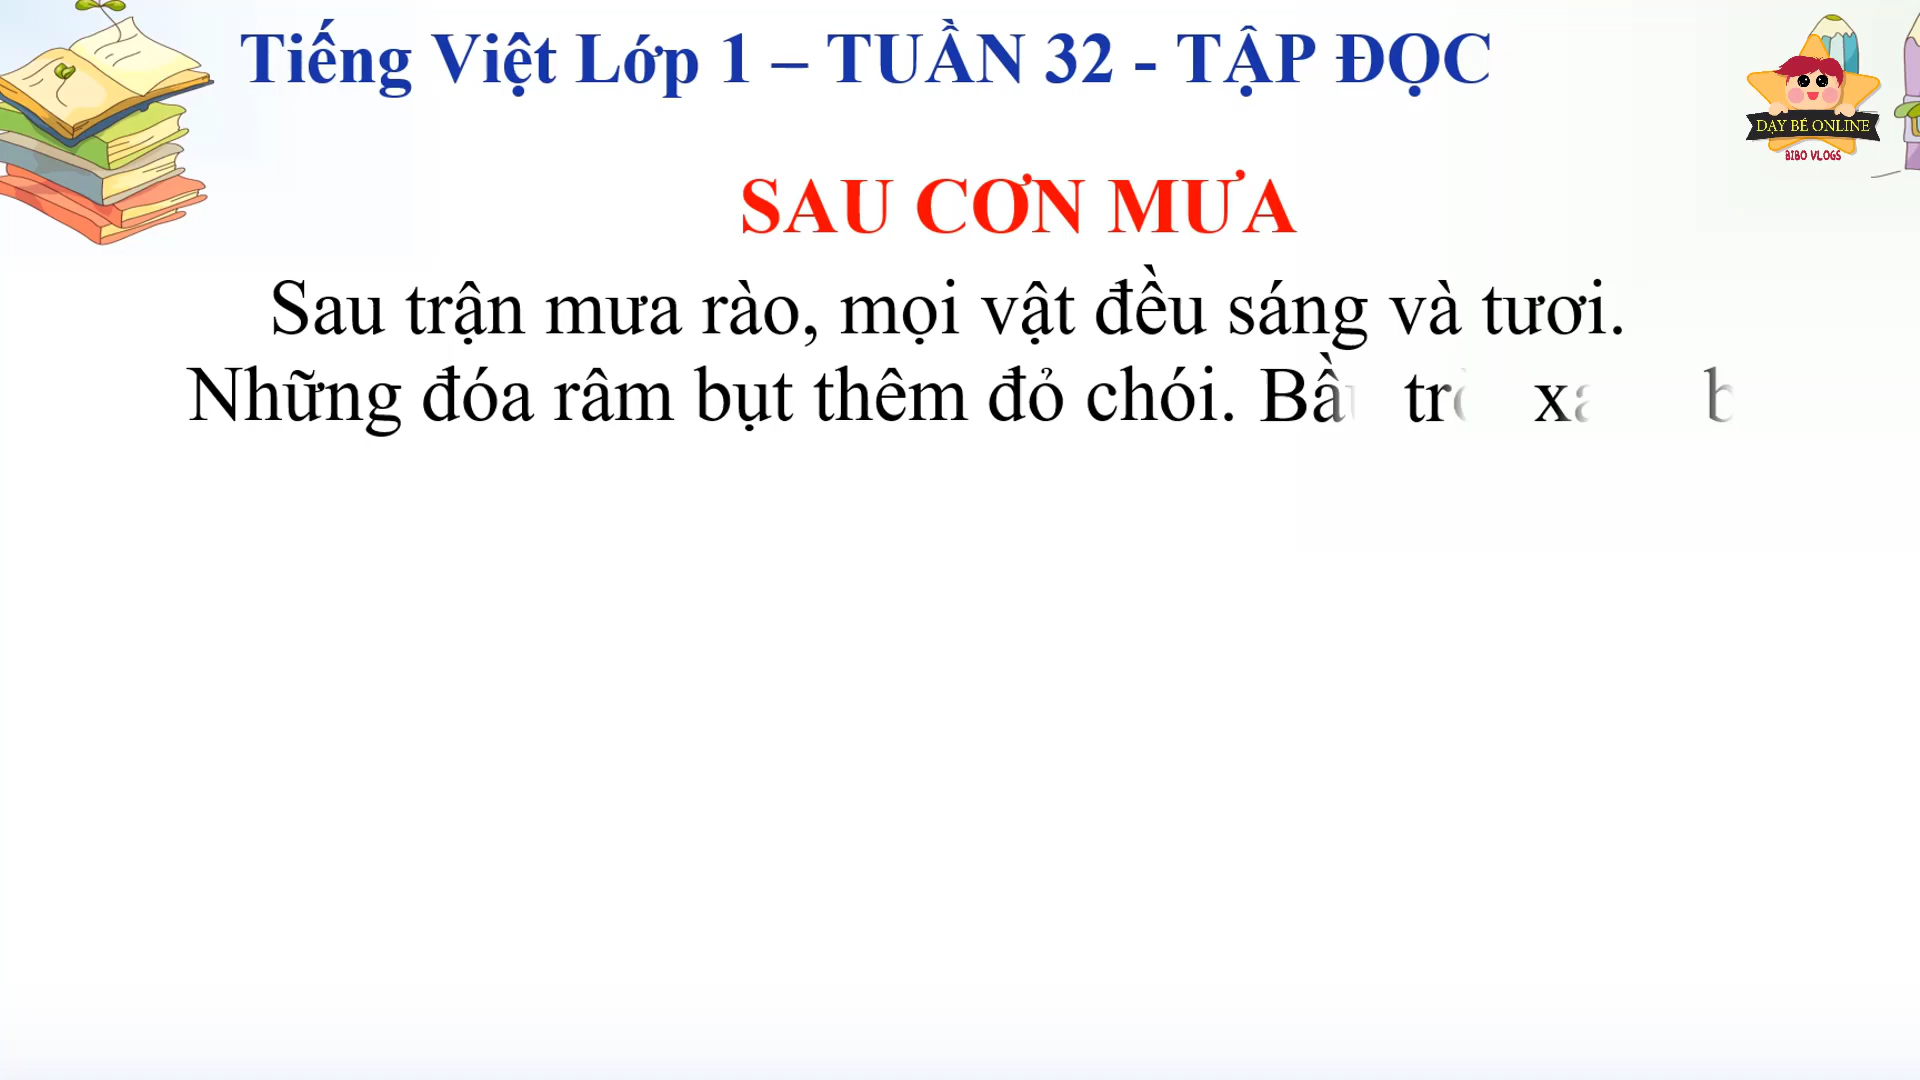 Tiếng Việt Lớp 1 – TUẦN 32 - TẬP ĐỌC
DẠY BÉ ONLINE
BIBO VLOGS
SAU CƠN MƯA
Sau trận mưa rào, mọi vật đều sáng và tươi.
Những đóa râm bụt thêm đỏ chói.